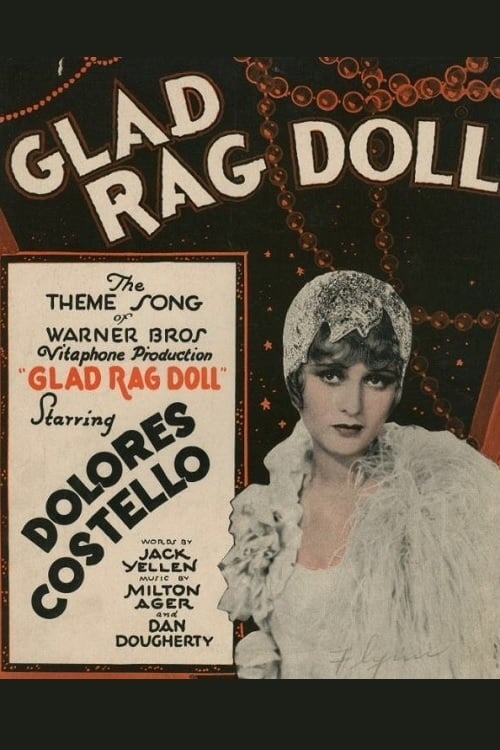 GLAD
RAG DOLL
The
THEME SONG
of
WARNER BROS
Vitaphone Production
"GLAD RAG DOLL"
Starring
DOLORES
COSTELLO
WORDS BY
JACK
YELLEN
MUSIC BY
MILTON
AGER
and
DAN
DOUGHERTY